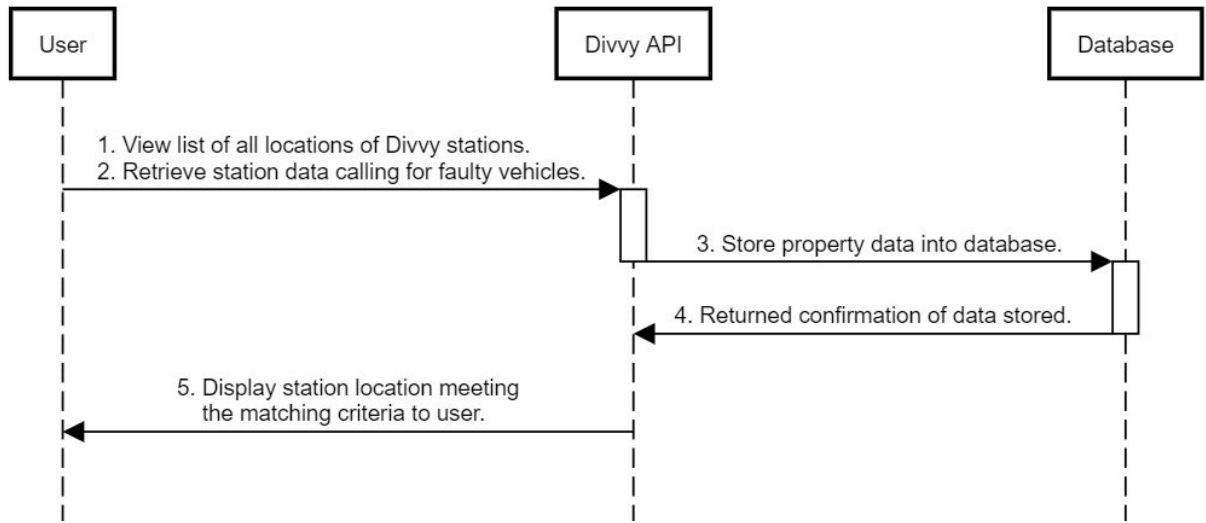 User
Divvy API
Database
1. View list of all locations of Divvy stations.
2. Retrieve station data calling for faulty vehicles.
3. Store property data into database.
4. Returned confirmation of data stored.
5. Display station location meeting
the matching criteria to user.